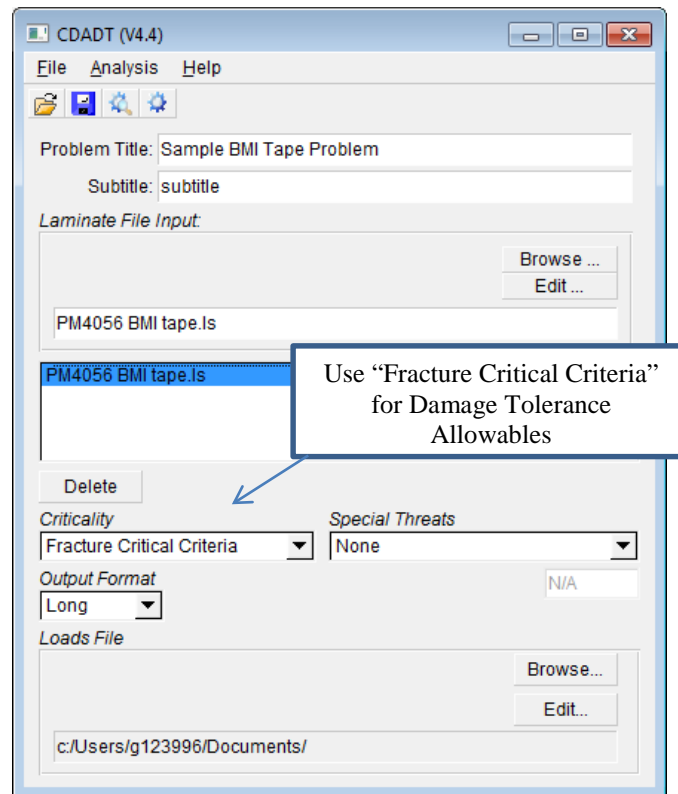 CDADT (V4.4)
File Analysis Help
Problem Title: Sample BMI Tape Problem
Subtitle: subtitle
Laminate File Input:
Browse ...
Edit ...
PM4056 BMI tape.ls
PM4056 BMI tape.ls
Use “Fracture Critical Criteria”
for Damage Tolerance
Allowables
Delete
Criticality Special Threats
Fracture Critical Criteria None
Output Format
N/A
Long
Loads File
Browse...
Edit...
c:/Users/g123996/Documents/